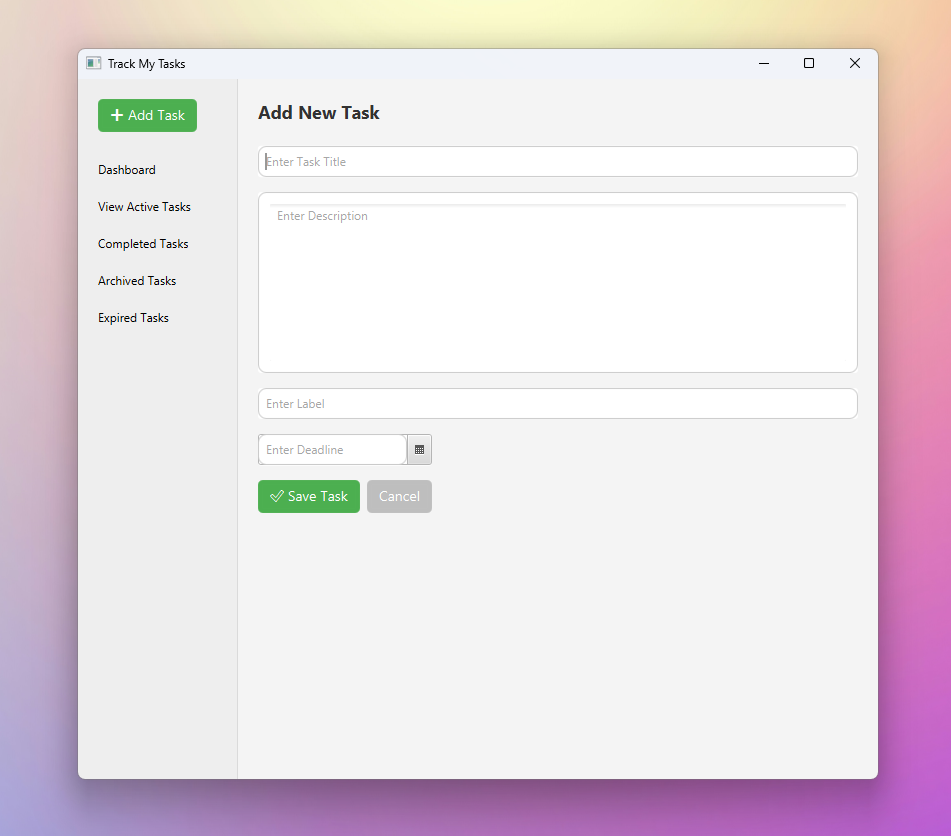 Track My Tasks
+ Add Task
Dashboard
View Active Tasks
Completed Tasks
Archived Tasks
Expired Tasks
Add New Task
Enter Task Title
Enter Description
Enter Label
Enter Deadline
Save Task
Cancel